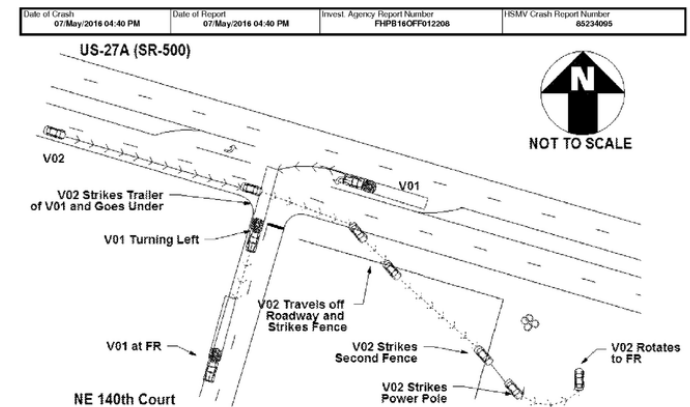 Date of Crash
07/May/2016 04:40 PM
Date of Report
07/May/2016 04:40 PM
Invest. Agency Report Number
FHPB16OFF012208
HSMV Crash Report Number
85234095
US-27A (SR-500)
N
NOT TO SCALE
V02
V01
V02 Strikes Trailer
of V01 and Goes Under
V01 Turning Left
V02 Travels off
Roadway and
Strikes Fence
V01 at FR
V02 Strikes
Second Fence
V02 Rotates
to FR
V02 Strikes
Power Pole
NE 140th Court